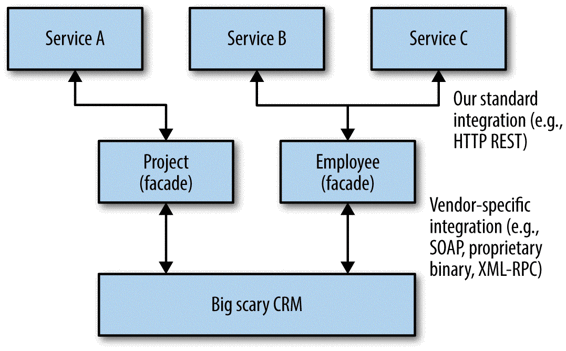 Service A
Service B
Service C
Our standard
integration (e.g.,
HTTP REST)
Project
(facade)
Employee
(facade)
Vendor-specific
integration (e.g.,
SOAP, proprietary
binary, XML-RPC)
Big scary CRM